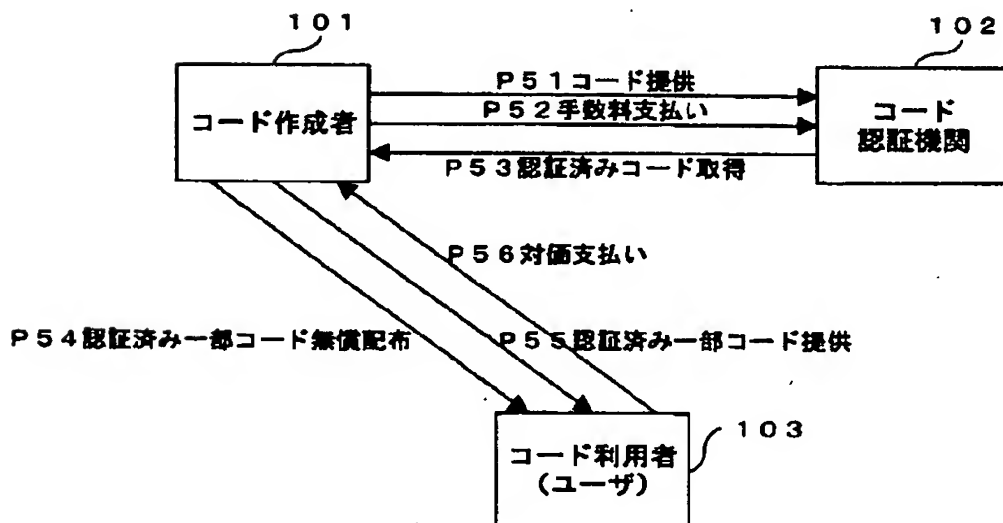 101
102
コード作成者
P51コード提供
P52手数料支払い
P53認証済みコード取得
コード
認証機関
P56対価支払い
P54認証済み一部コード無償配布
P55認証済み一部コード提供
103
コード利用者
(ユーザ)